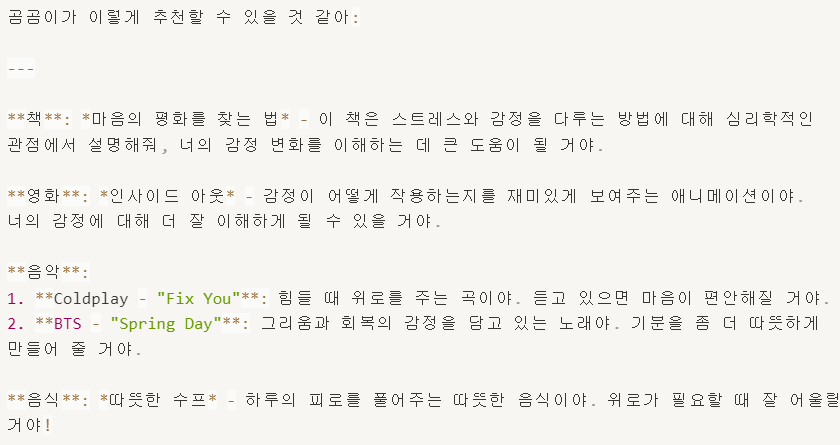 곰곰이가 이렇게 추천할 수 있을 것 같아:
---
**책**: *마음의 평화를 찾는 법* - 이 책은 스트레스와 감정을 다루는 방법에 대해 심리학적인
관점에서 설명해줘, 너의 감정 변화를 이해하는 데 큰 도움이 될 거야.
**영화**: *인사이드 아웃* - 감정이 어떻게 작용하는지를 재미있게 보여주는 애니메이션이야.
너의 감정에 대해 더 잘 이해하게 될 수 있을 거야.
**음악**:
1. **Coldplay - "Fix You"**: 힘들 때 위로를 주는 곡이야. 듣고 있으면 마음이 편안해질 거야.
2. **BTS - "Spring Day"**: 그리움과 회복의 감정을 담고 있는 노래야. 기분을 좀 더 따뜻하게
만들어 줄 거야.
**음식**: *따뜻한 수프* - 하루의 피로를 풀어주는 따뜻한 음식이야. 위로가 필요할 때 잘 어울릴
거야!